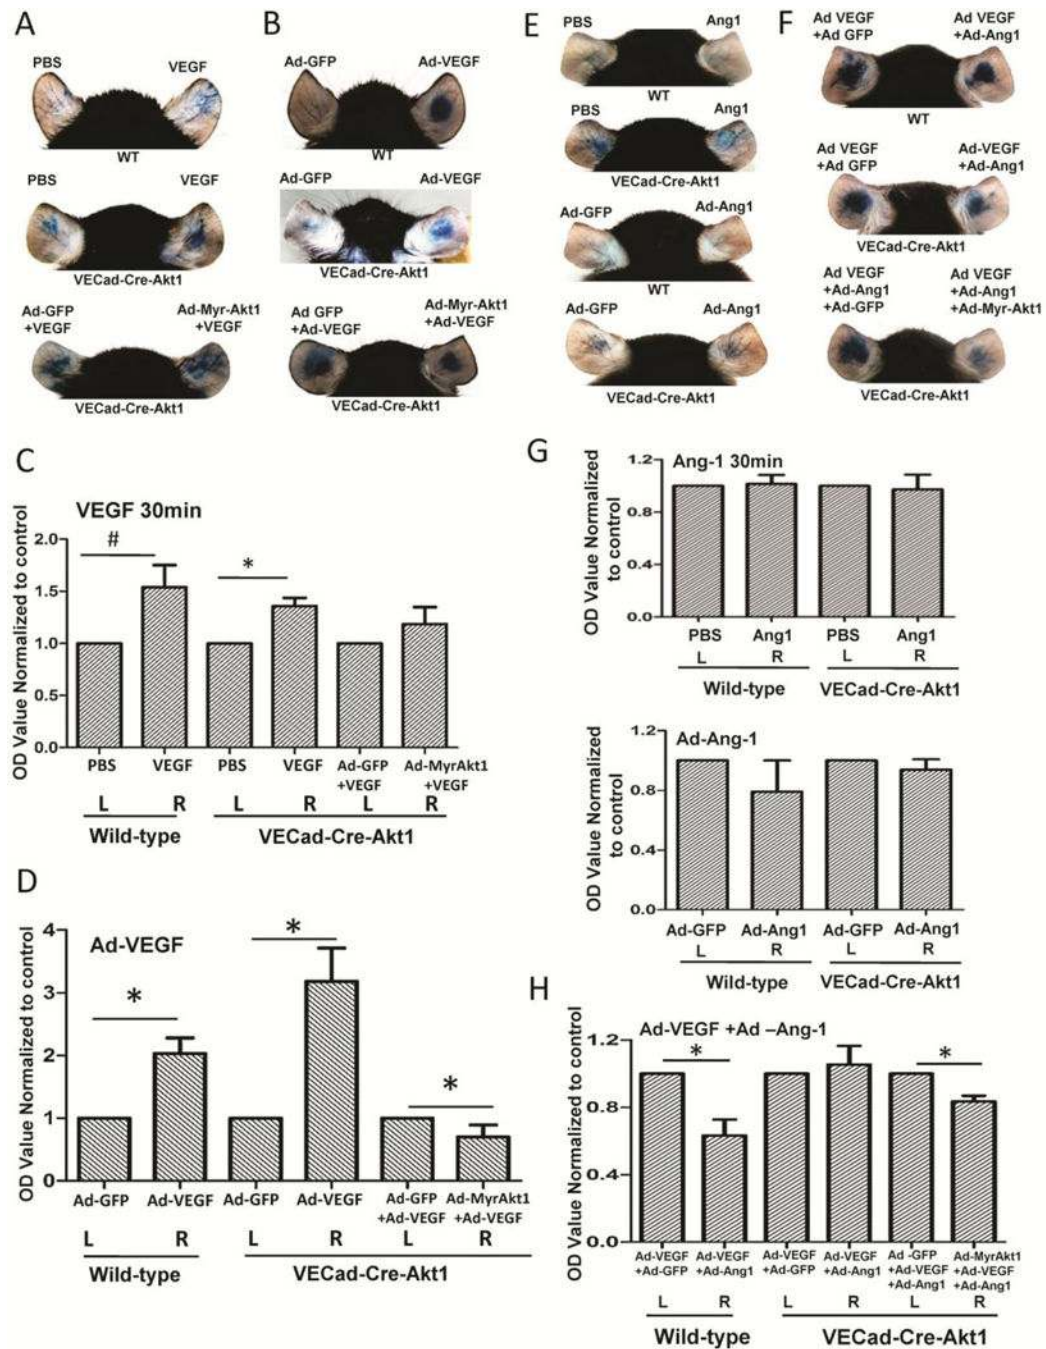 A
PBS
VEGF
WT
PBS
VEGF
VECad-Cre-Akt1
Ad-GFP
+VEGF
Ad-Myr-Akt1
+VEGF
VECad-Cre-Akt1
B
Ad-GFP
Ad-VEGF
WT
Ad-GFP
Ad-VEGF
VECad-Cre-Akt1
Ad GFP
+Ad-VEGF
Ad-Myr-Akt1
+Ad-VEGF
VECad-Cre-Akt1
E
PBS
Ang1
WT
PBS
Ang1
VECad-Cre-Akt1
Ad-GFP
Ad-Ang1
WT
Ad-GFP
Ad-Ang1
VECad-Cre-Akt1
F
Ad VEGF
+Ad GFP
Ad VEGF
+Ad-Ang1
WT
Ad VEGF
+Ad GFP
Ad-VEGF
+Ad-Ang1
VECad-Cre-Akt1
Ad VEGF
+Ad-Ang1
+Ad-GFP
Ad VEGF
+Ad-Ang1
+Ad-Myr-Akt1
VECad-Cre-Akt1
C
VEGF 30min
OD Value Normalized to control
2.0
1.5
1.0
0.5
0.0
#
*
PBS
VEGF
PBS
VEGF
Ad-GFP
+VEGF
Ad-MyrAkt1
+VEGF
L R L R L R
Wild-type
VECad-Cre-Akt1
D
Ad-VEGF
OD Value Normalized to control
4
3
2
1
0
*
*
*
Ad-GFP
Ad-VEGF
Ad-GFP
Ad-VEGF
Ad-GFP
+Ad-VEGF
Ad-MyrAkt1
+Ad-VEGF
L R L R L R
Wild-type
VECad-Cre-Akt1
G
Ang-1 30min
OD Value Normalized
to control
1.2
0.8
0.4
0.0
PBS Ang1 PBS Ang1
L R L R
Wild-type
VECad-Cre-Akt1
Ad-Ang-1
OD Value Normalized
to control
1.2
0.8
0.4
0.0
Ad-GFP Ad-Ang1 Ad-GFP Ad-Ang1
L R L R
Wild-type
VECad-Cre-Akt1
H
Ad-VEGF +Ad –Ang-1
OD Value Normalized to control
1.2
0.8
0.4
0.0
*
*
Ad-VEGF
+Ad-GFP
Ad-VEGF
+Ad-Ang1
Ad-VEGF
+Ad-GFP
Ad-VEGF
+Ad-Ang1
Ad -GFP
+Ad-VEGF
+Ad-Ang1
Ad-MyrAkt1
+Ad-VEGF
+Ad-Ang1
L R L R L R
Wild-type
VECad-Cre-Akt1